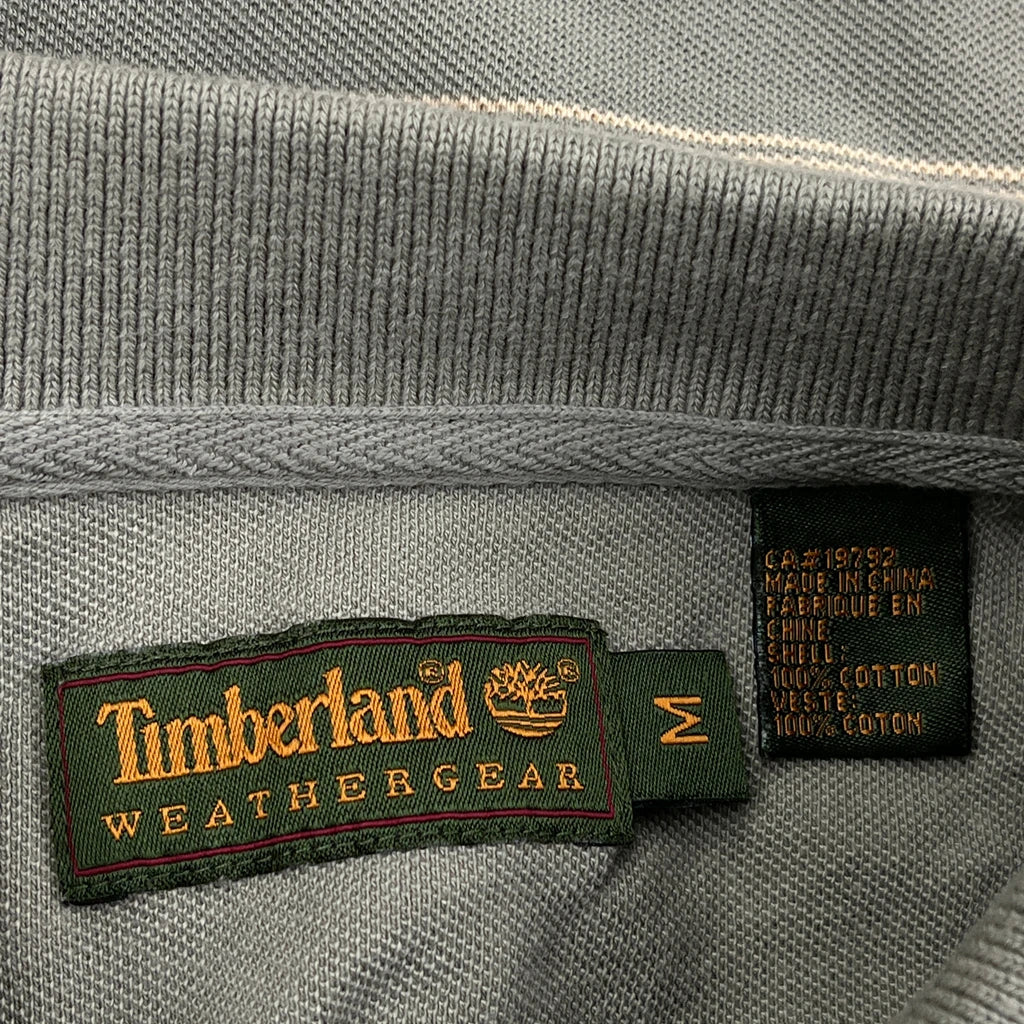 Timberland®
®
WEATHERGEAR
M
CA#19792
MADE IN CHINA
FABRIQUE EN
CHINE
SHELL:
100% COTTON
VESTE:
100% COTON